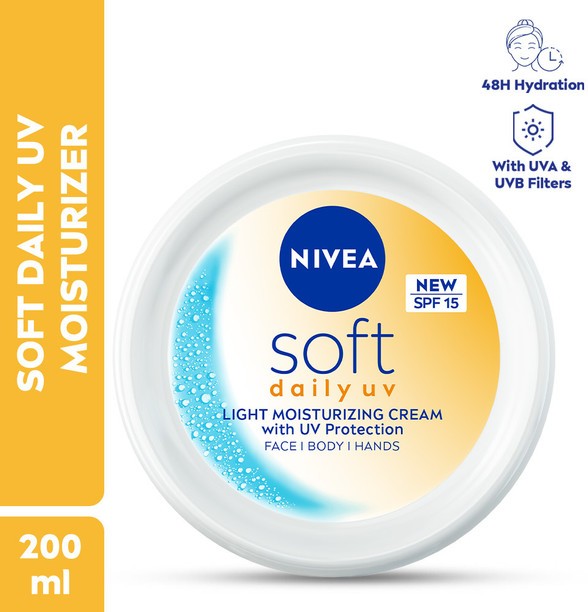 SOFT DAILY UV
MOISTURIZER
200
ml
48H Hydration
With UVA &
UVB Filters
NIVEA
NEW
SPF 15
soft
daily uv
LIGHT MOISTURIZING CREAM
with UV Protection
FACE I BODY I HANDS